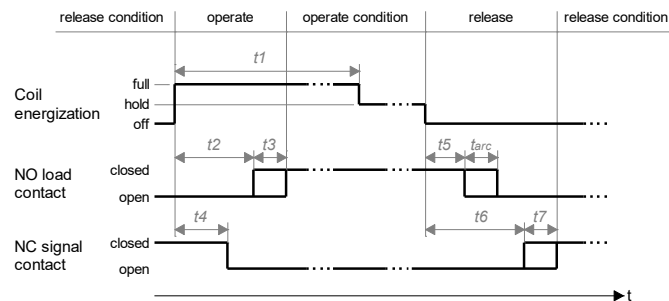 release condition operate operate condition release release condition
t1
full
Coil energization
hold
off
t2 t3 t5 tarc
NO load contact
closed
open
t4 t6 t7
NC signal contact
closed
open
t